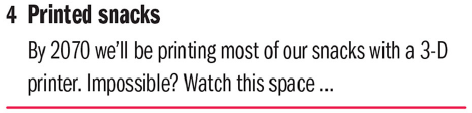 4 Printed snacks
By 2070 we'll be printing most of our snacks with a 3-D
printer. Impossible? Watch this space ...